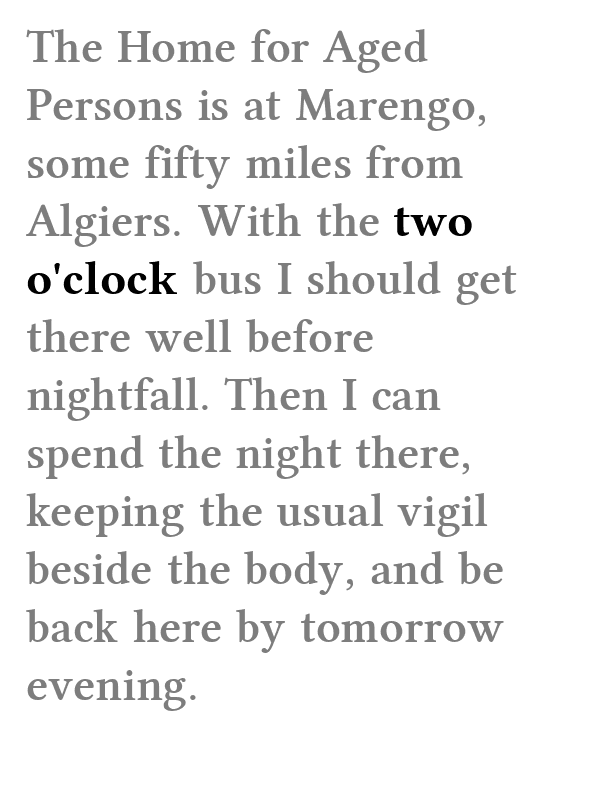 The Home for Aged
Persons is at Marengo,
some fifty miles from
Algiers. With the two
o'clock bus I should get
there well before
nightfall. Then I can
spend the night there,
keeping the usual vigil
beside the body, and be
back here by tomorrow
evening.